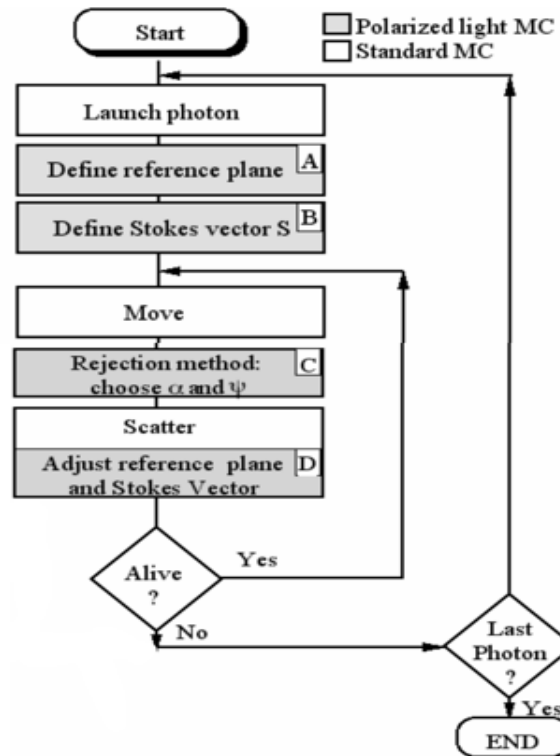 Start
Polarized light MC
Standard MC
Launch photon
A
Define reference plane
B
Define Stokes vector S
Move
Rejection method:
C
choose α and ψ
Scatter
Adjust reference plane
D
and Stokes Vector
Alive
?
Yes
No
Last
Photon
?
Yes
END